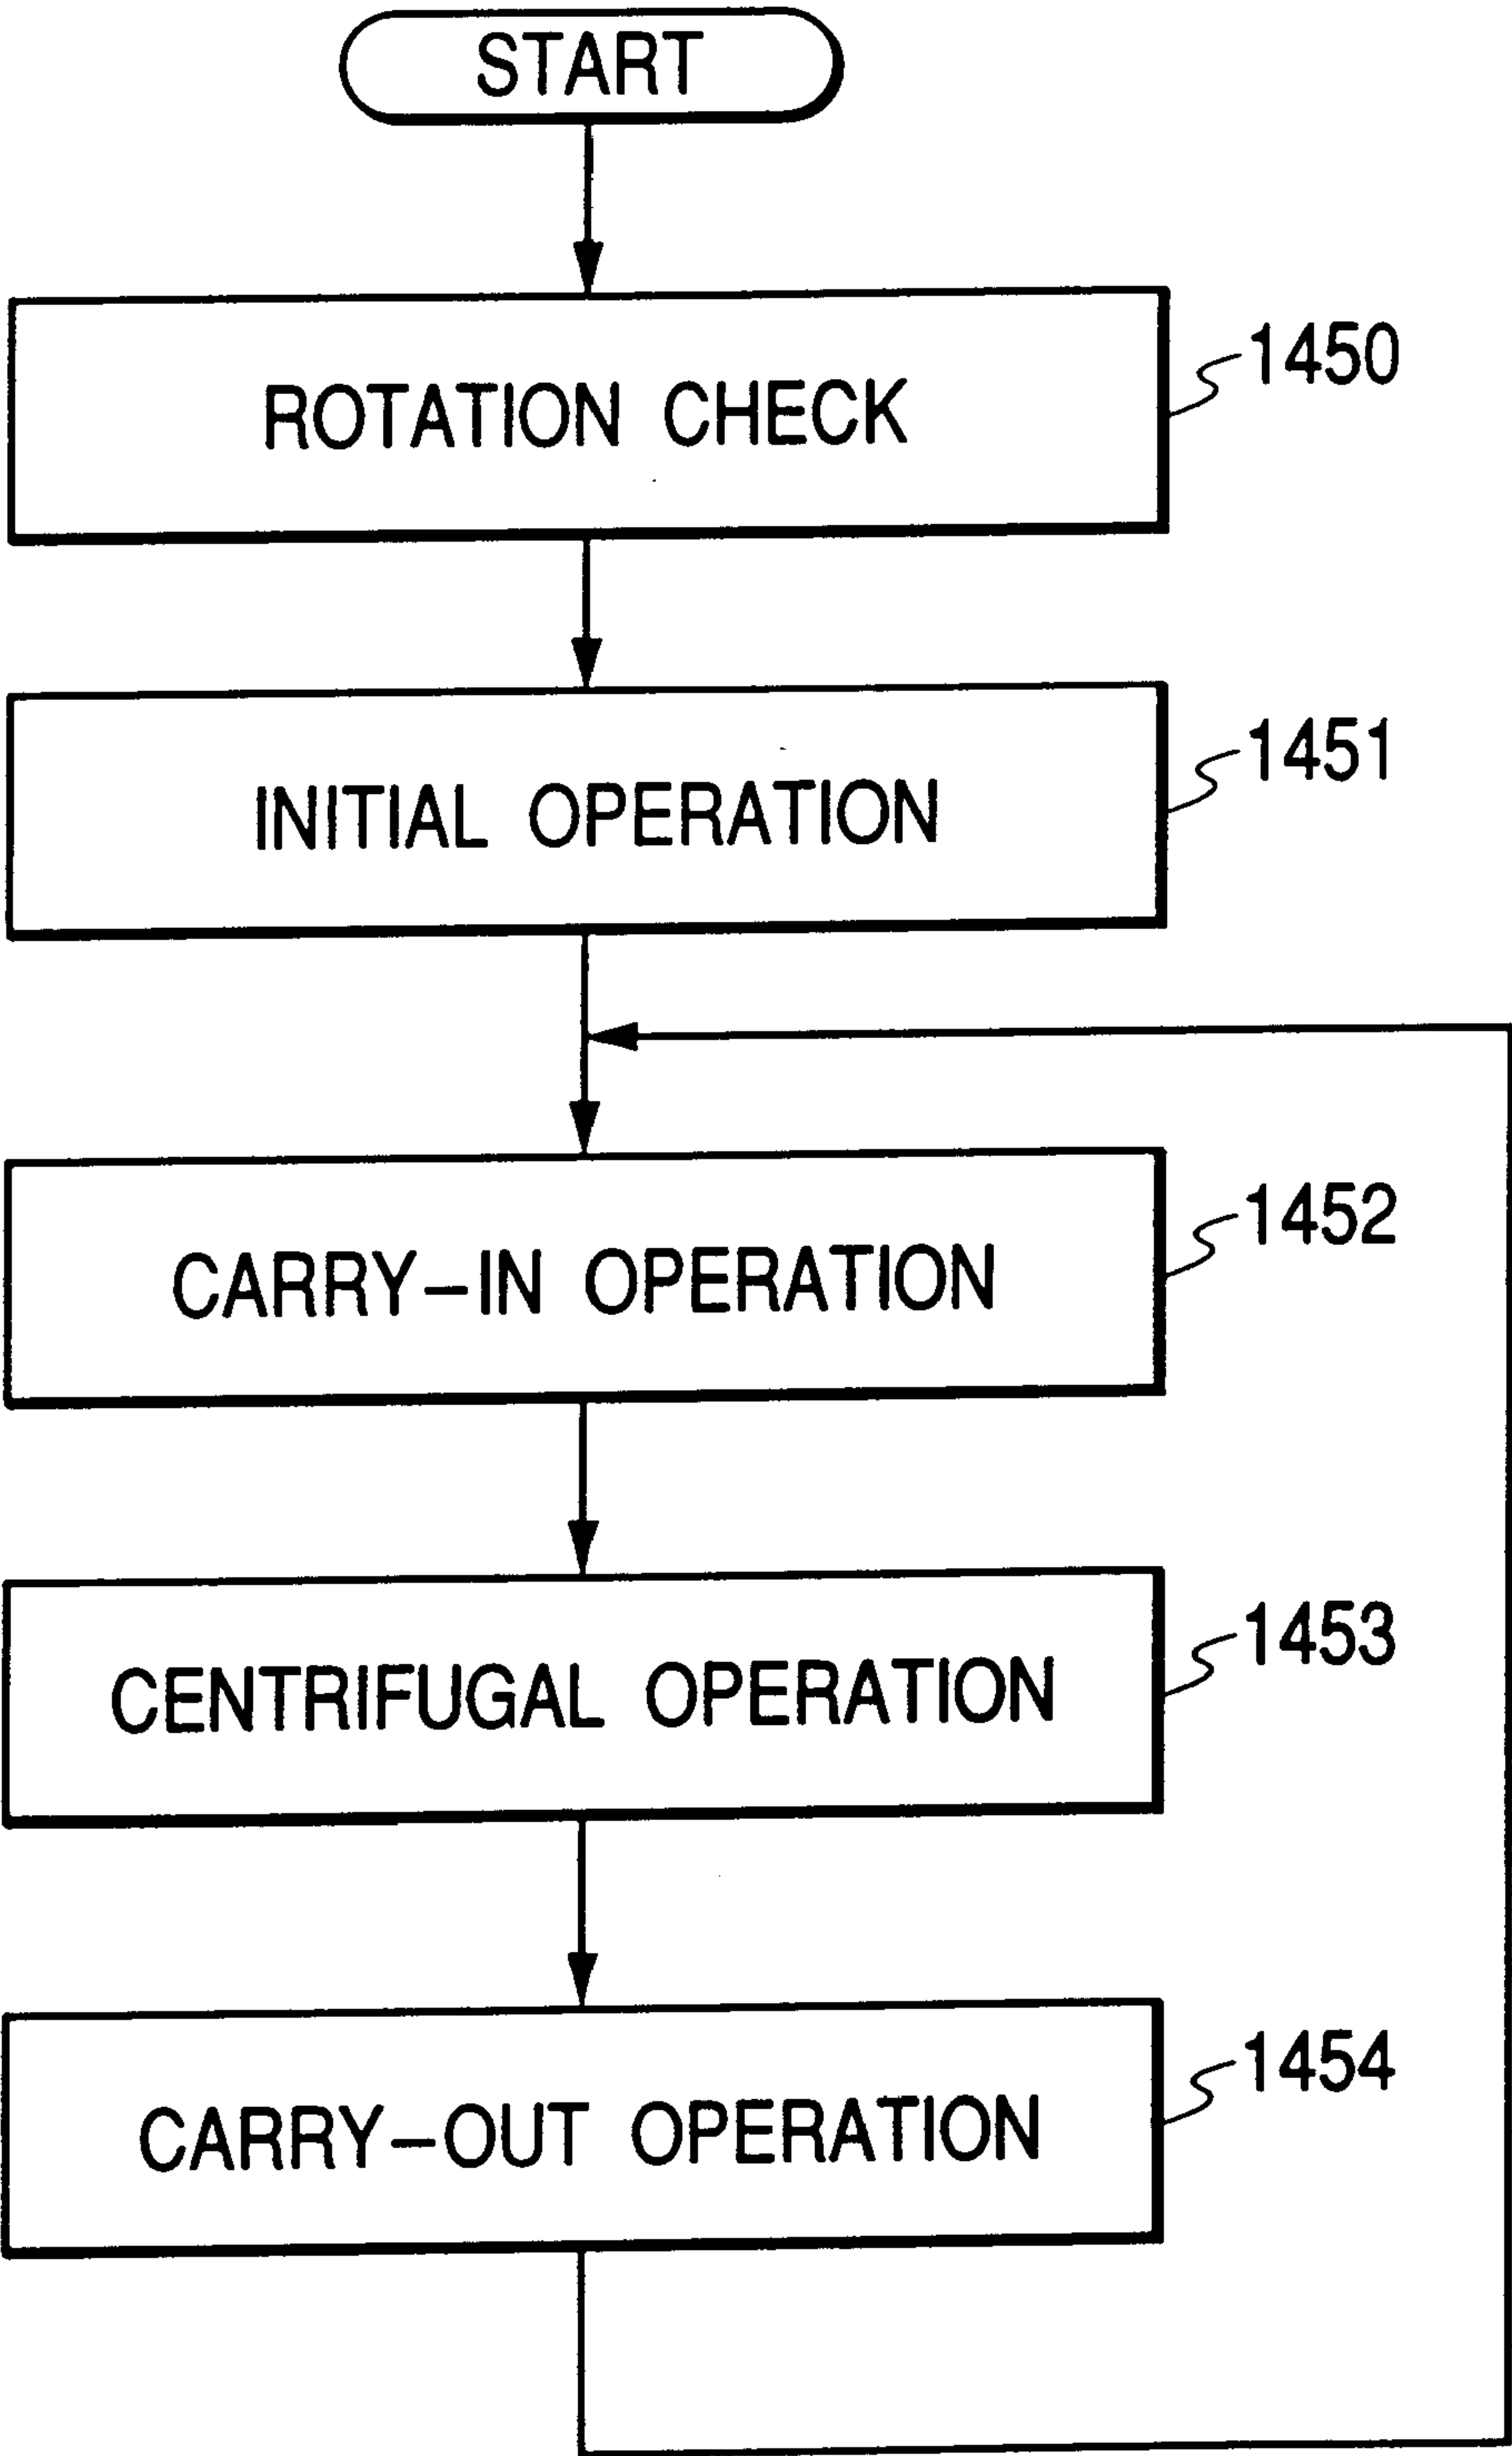 START
ROTATION CHECK
1450
INITIAL OPERATION
1451
CARRY-IN OPERATION
1452
CENTRIFUGAL OPERATION
1453
CARRY-OUT OPERATION
1454